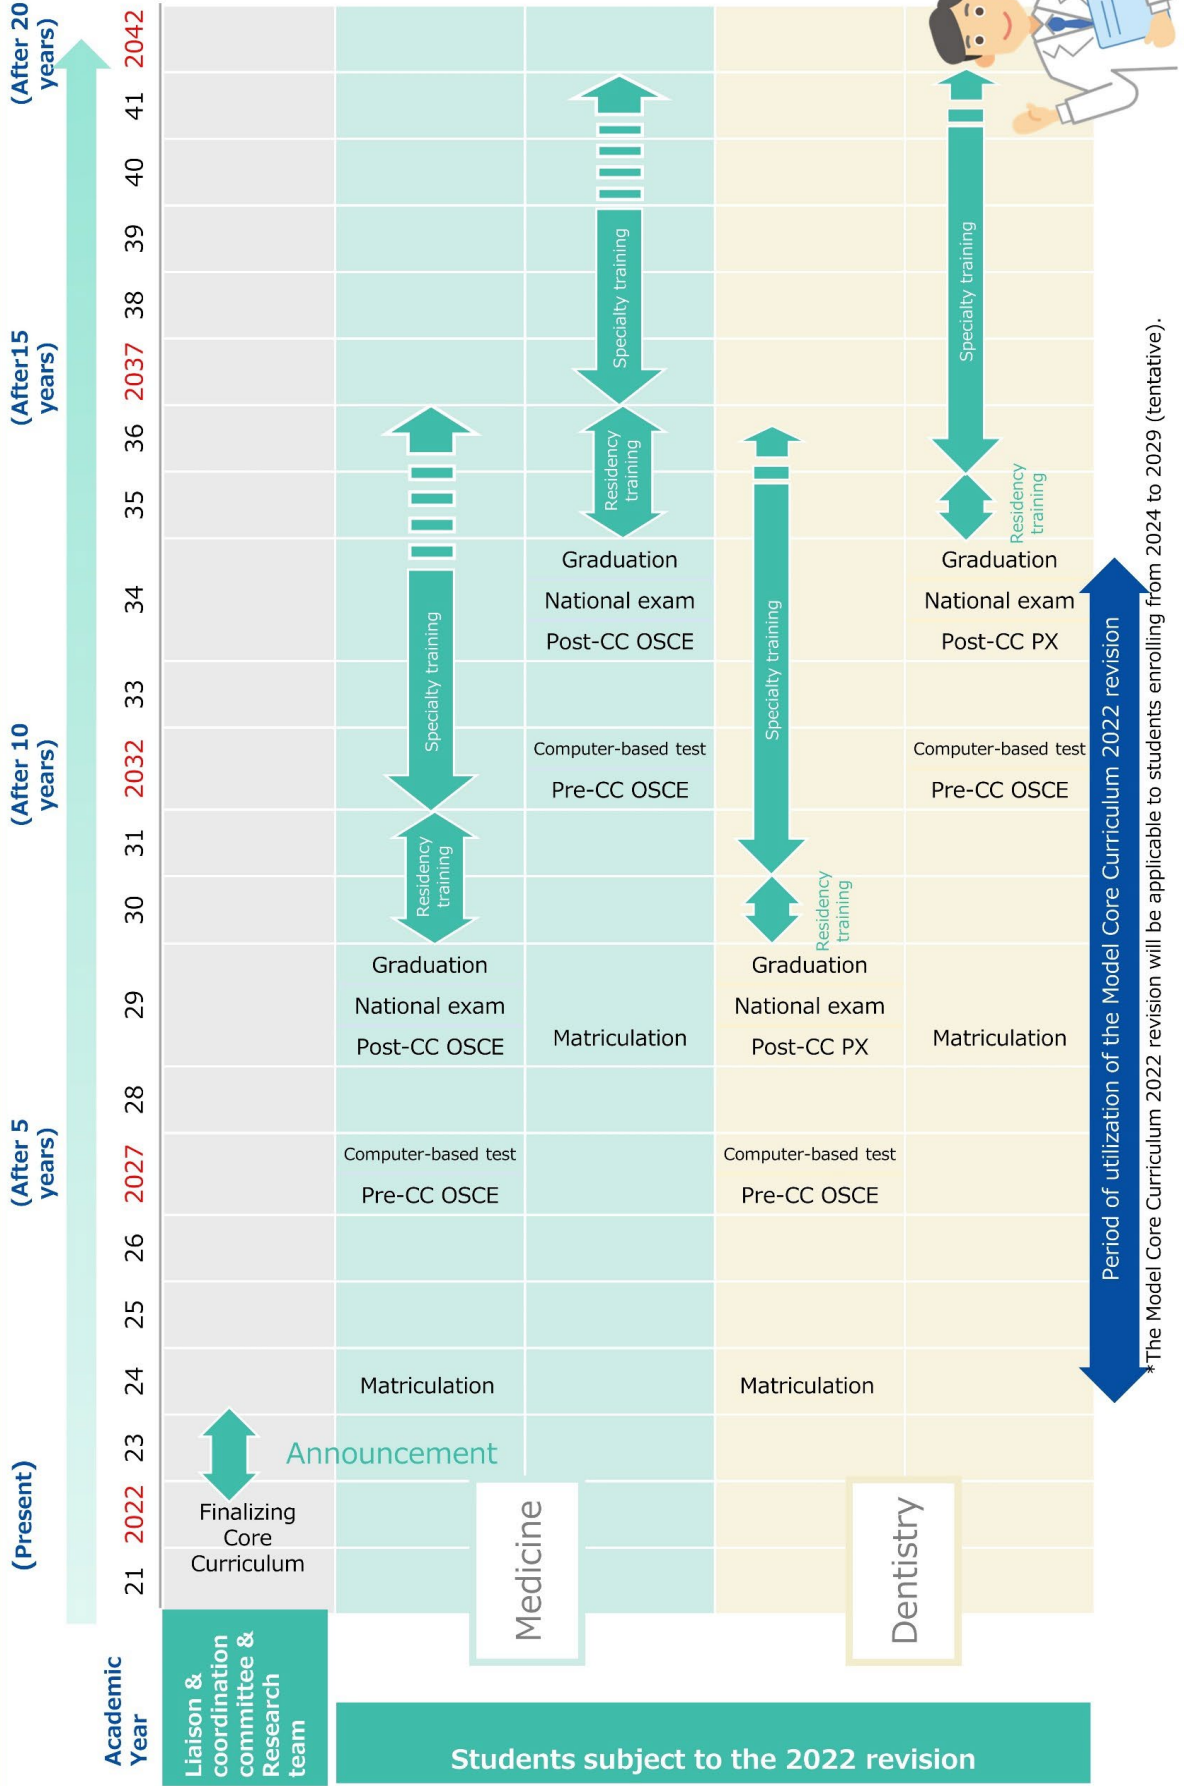 (After 20
years)
(After15
years)
(After 10
years)
(After 5
years)
(Present)
Academic
Year
2042
41
40
39
38
2037
36
35
34
33
2032
31
30
29
28
2027
26
25
24
23
2022
21
Liaison &
coordination
committee &
Research
team
Finalizing
Core
Curriculum
Announcement
Students subject to the 2022 revision
Medicine
Matriculation
Computer-based test
Pre-CC OSCE
Graduation
National exam
Post-CC OSCE
Residency
training
Specialty training
Matriculation
Computer-based test
Pre-CC OSCE
Graduation
National exam
Post-CC OSCE
Residency
training
Specialty training
Dentistry
Matriculation
Computer-based test
Pre-CC OSCE
Graduation
National exam
Post-CC PX
Residency
training
Specialty training
Matriculation
Computer-based test
Pre-CC OSCE
Graduation
National exam
Post-CC PX
Residency
training
Specialty training
Period of utilization of the Model Core Curriculum 2022 revision
*The Model Core Curriculum 2022 revision will be applicable to students enrolling from 2024 to 2029 (tentative).